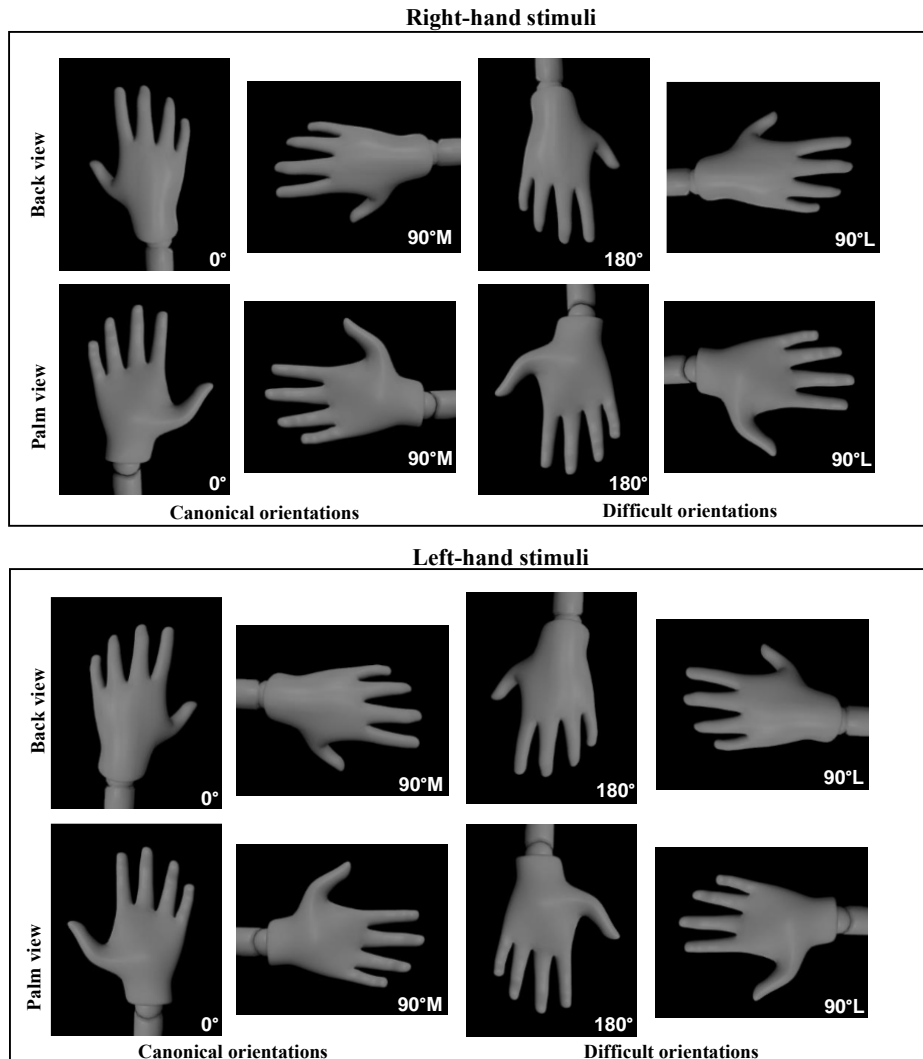 Right-hand stimuli
Back view
0°
90°M
180°
90°L
Palm view
0°
90°M
180°
90°L
Canonical orientations
Difficult orientations
Left-hand stimuli
Back view
0°
90°M
180°
90°L
Palm view
0°
90°M
180°
90°L
Canonical orientations
Difficult orientations